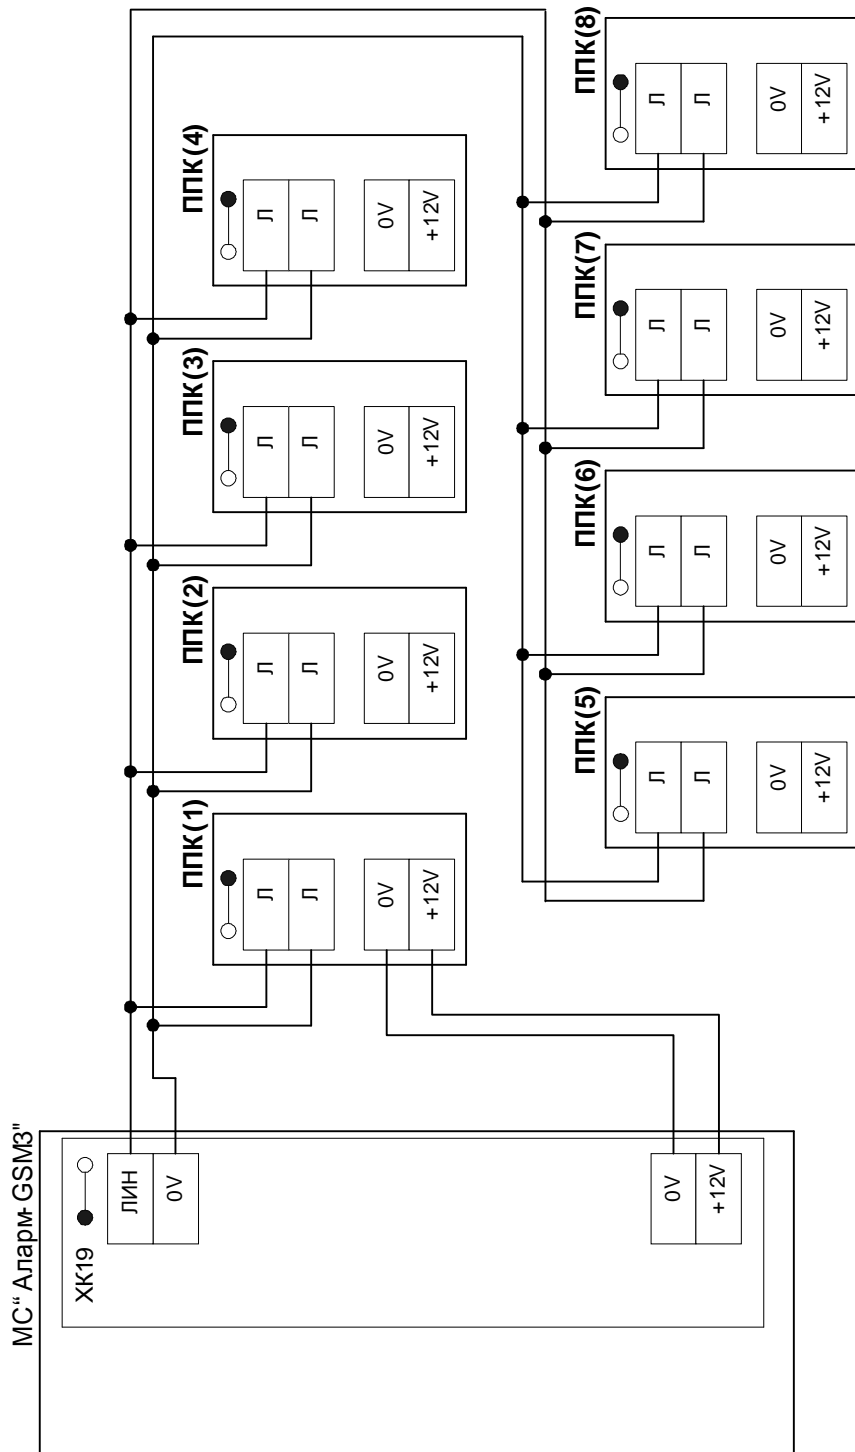 МС“ Аларм-GSM3"
ХК19
ЛИН
0V
0V
+12V
ППК(1)
Л
Л
0V
+12V
ППК(2)
Л
Л
0V
+12V
ППК(3)
Л
Л
0V
+12V
ППК(4)
Л
Л
0V
+12V
ППК(5)
Л
Л
0V
+12V
ППК(6)
Л
Л
0V
+12V
ППК(7)
Л
Л
0V
+12V
ППК(8)
Л
Л
0V
+12V